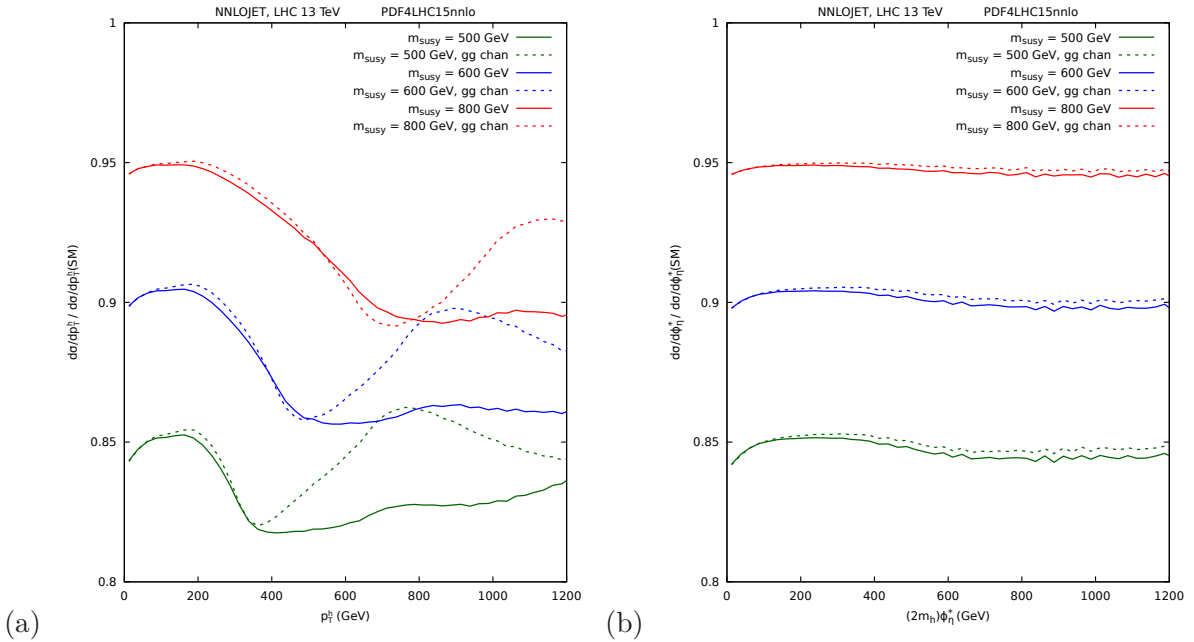 NNLOJET, LHC 13 TeV PDF4LHC15nnlo
m_susy = 500 GeV
m_susy = 500 GeV, gg chan
m_susy = 600 GeV
m_susy = 600 GeV, gg chan
m_susy = 800 GeV
m_susy = 800 GeV, gg chan
1
0.95
0.9
0.85
0.8
dσ/dp_T^h / dσ/dp_T^h(SM)
0 200 400 600 800 1000 1200
p_T^h (GeV)
(a)
NNLOJET, LHC 13 TeV PDF4LHC15nnlo
m_susy = 500 GeV
m_susy = 500 GeV, gg chan
m_susy = 600 GeV
m_susy = 600 GeV, gg chan
m_susy = 800 GeV
m_susy = 800 GeV, gg chan
1
0.95
0.9
0.85
0.8
dσ/dϕ_η^* / dσ/dϕ_η^*(SM)
0 200 400 600 800 1000 1200
(2m_h)ϕ_η^* (GeV)
(b)